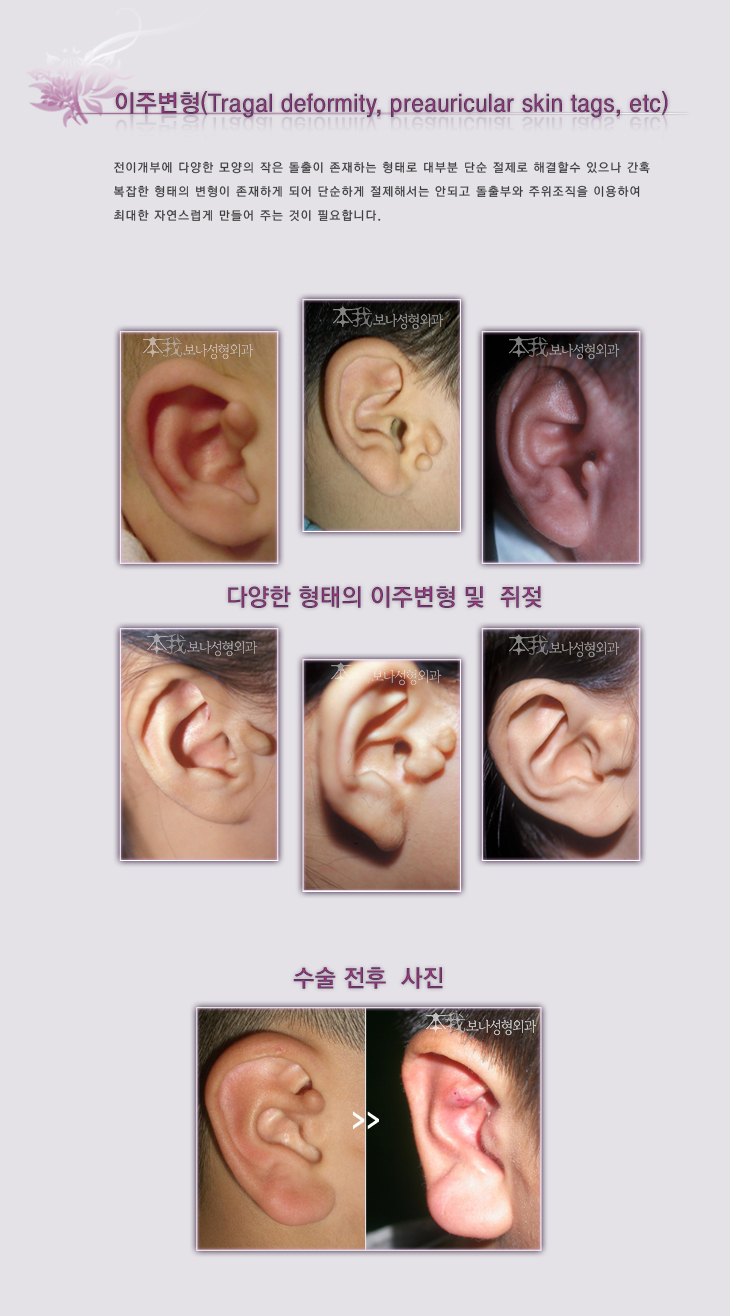 이주변형(Tragal deformity, preauricular skin tags, etc)
전이개부에 다양한 모양의 작은 돌출이 존재하는 형태로 대부분 단순 절제로 해결할수 있으나 간혹
복잡한 형태의 변형이 존재하게 되어 단순하게 절제해서는 안되고 돌출부와 주위조직을 이용하여
최대한 자연스럽게 만들어 주는 것이 필요합니다.
本我 보나성형외과
本我 보나성형외과
本我 보나성형외과
다양한 형태의 이주변형 및 쥐젖
本我 보나성형외과
本我 보나성형외과
本我 보나성형외과
수술 전후 사진
本我 보나성형외과
>>